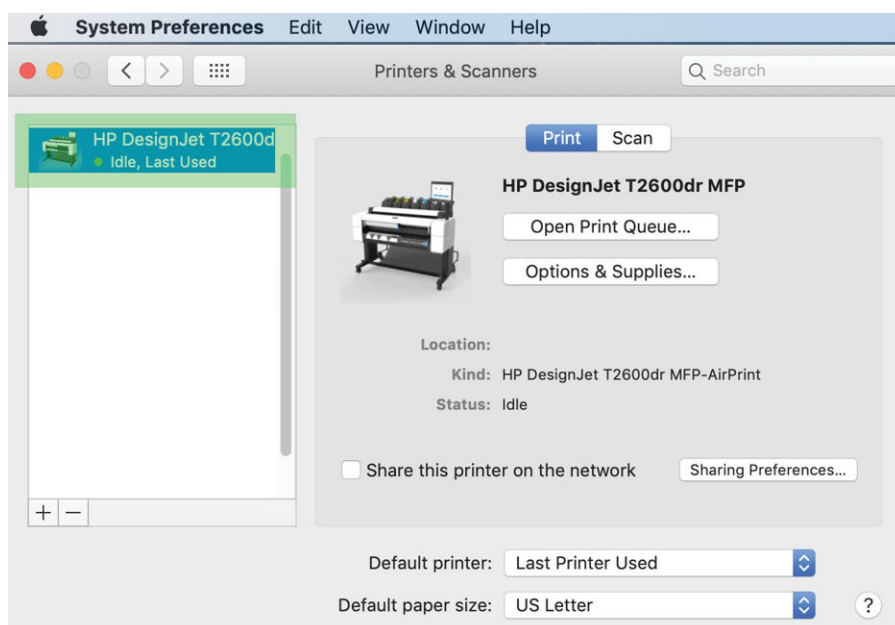 System Preferences Edit View Window Help
Printers & Scanners
Search
HP DesignJet T2600d
Idle, Last Used
Print Scan
HP DesignJet T2600dr MFP
Open Print Queue...
Options & Supplies...
Location:
Kind: HP DesignJet T2600dr MFP-AirPrint
Status: Idle
Share this printer on the network
Sharing Preferences...
+ −
Default printer: Last Printer Used
Default paper size: US Letter
?